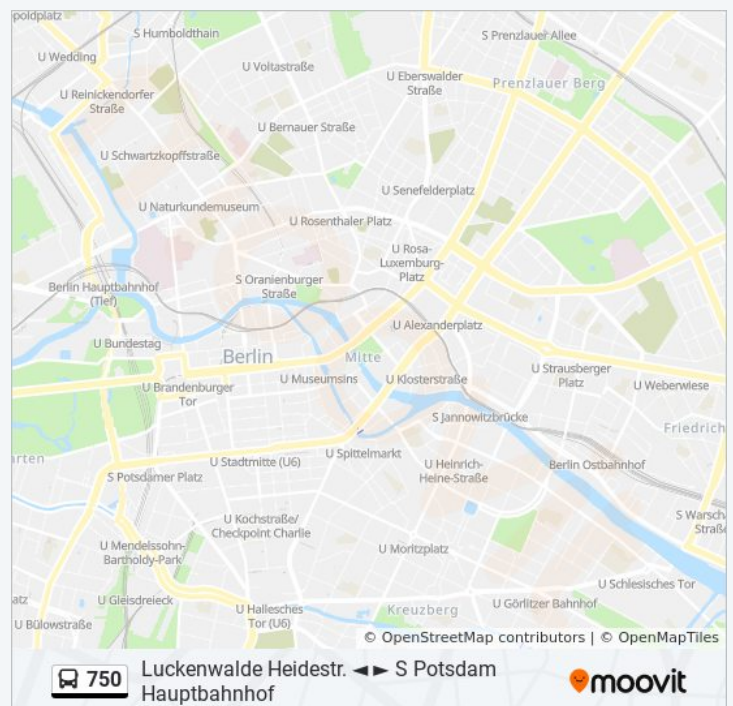 poldplatz
S Humboldthain
S Prenzlauer Allee
U Wedding
U Voltastraße
U Eberswalder
Straße
Prenzlauer Berg
U Reinickendorfer
Straße
U Bernauer Straße
U Schwartzkopffstraße
U Senefelderplatz
U Naturkundemuseum
U Rosenthaler Platz
U Rosa-
Luxemburg-
Platz
Berlin Hauptbahnhof
(Tief)
S Oranienburger
Straße
U Alexanderplatz
U Bundestag
Berlin
Mitte
U Strausberger
Platz
U Museumsins
U Klosterstraße
U Weberwiese
U Brandenburger
Tor
S Jannowitzbrücke
Friedrich
arten
U Spittelmarkt
U Stadtmitte (U6)
U Heinrich-
Heine-Straße
Berlin Ostbahnhof
S Potsdamer Platz
S Warsch
Straße
U Kochstraße/
Checkpoint Charlie
U Mendelssohn-
Bartholdy-Park
U Moritzplatz
U Schlesisches Tor
atz
U Gleisdreieck
U Hallesches
Tor (U6)
Kreuzberg
U Görlitzer Bahnhof
U Bülowstraße
© OpenStreetMap contributors | © OpenMapTiles
750
Luckenwalde Heidestr. ◄► S Potsdam
Hauptbahnhof
moovit